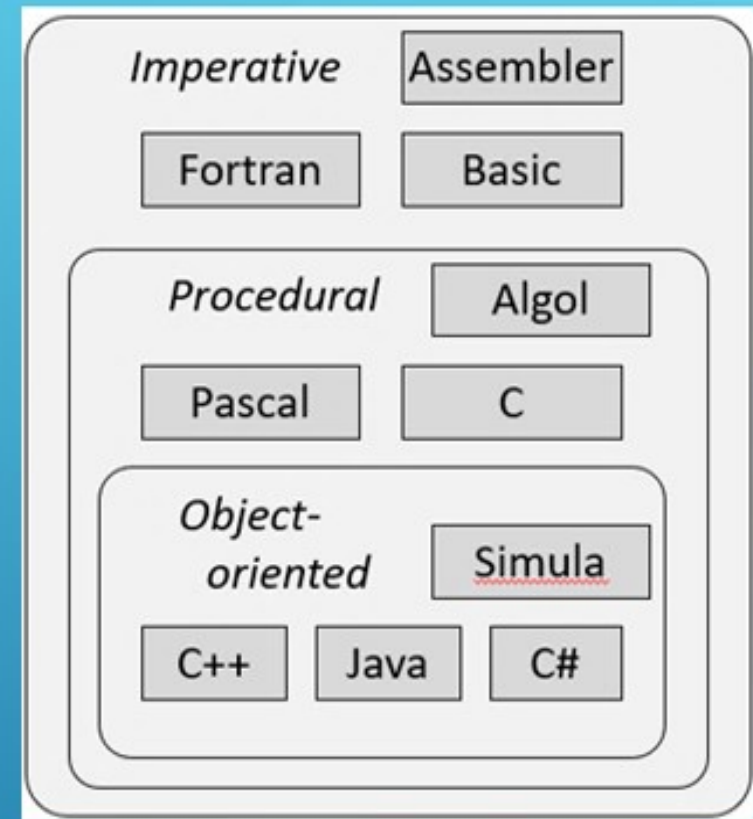 Imperative Assembler
Fortran Basic
Procedural Algol
Pascal C
Object-
oriented Simula
C++ Java C#